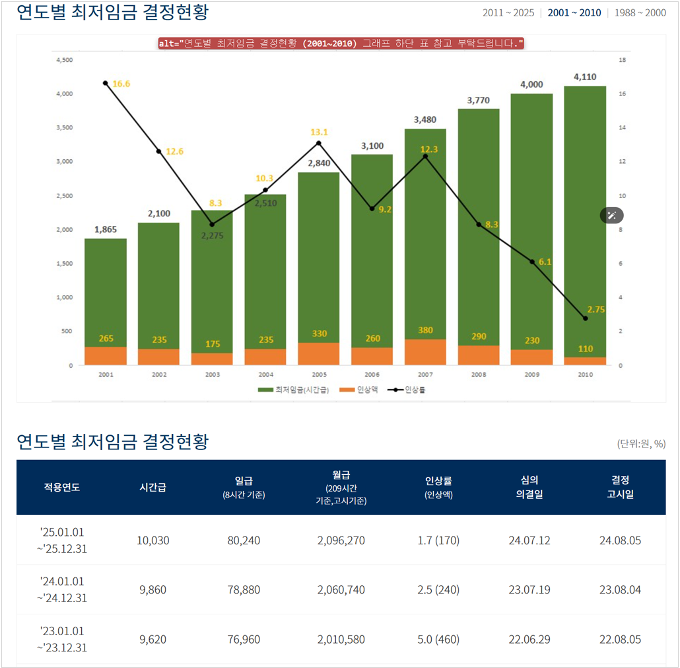 연도별 최저임금 결정현황
2011 ~ 2025 | 2001 ~ 2010 | 1988 ~ 2000
alt="연도별 최저임금 결정현황 (2001~2010) 그래프 하단 표 참고 부탁드립니다."
4,500 18
4,000 16
3,500 14
3,000 12
2,500 10
2,000 8
1,500 6
1,000 4
500 2
0 0
16.6 12.6 8.3 10.3 13.1 9.2 12.3 8.3 6.1 2.75
1,865 2,100 2,275 2,510 2,840 3,100 3,480 3,770 4,000 4,110
265 235 175 235 330 260 380 290 230 110
2001 2002 2003 2004 2005 2006 2007 2008 2009 2010
최저임금(시간급) 인상액 인상률
연도별 최저임금 결정현황
(단위:원, %)
적용연도 시간급 일급 (8시간 기준) 월급 (209시간 기준,고시기준) 인상률 (인상액) 심의 의결일 결정 고시일
'25.01.01 ~'25.12.31 10,030 80,240 2,096,270 1.7 (170) 24.07.12 24.08.05
'24.01.01 ~'24.12.31 9,860 78,880 2,060,740 2.5 (240) 23.07.19 23.08.04
'23.01.01 ~'23.12.31 9,620 76,960 2,010,580 5.0 (460) 22.06.29 22.08.05